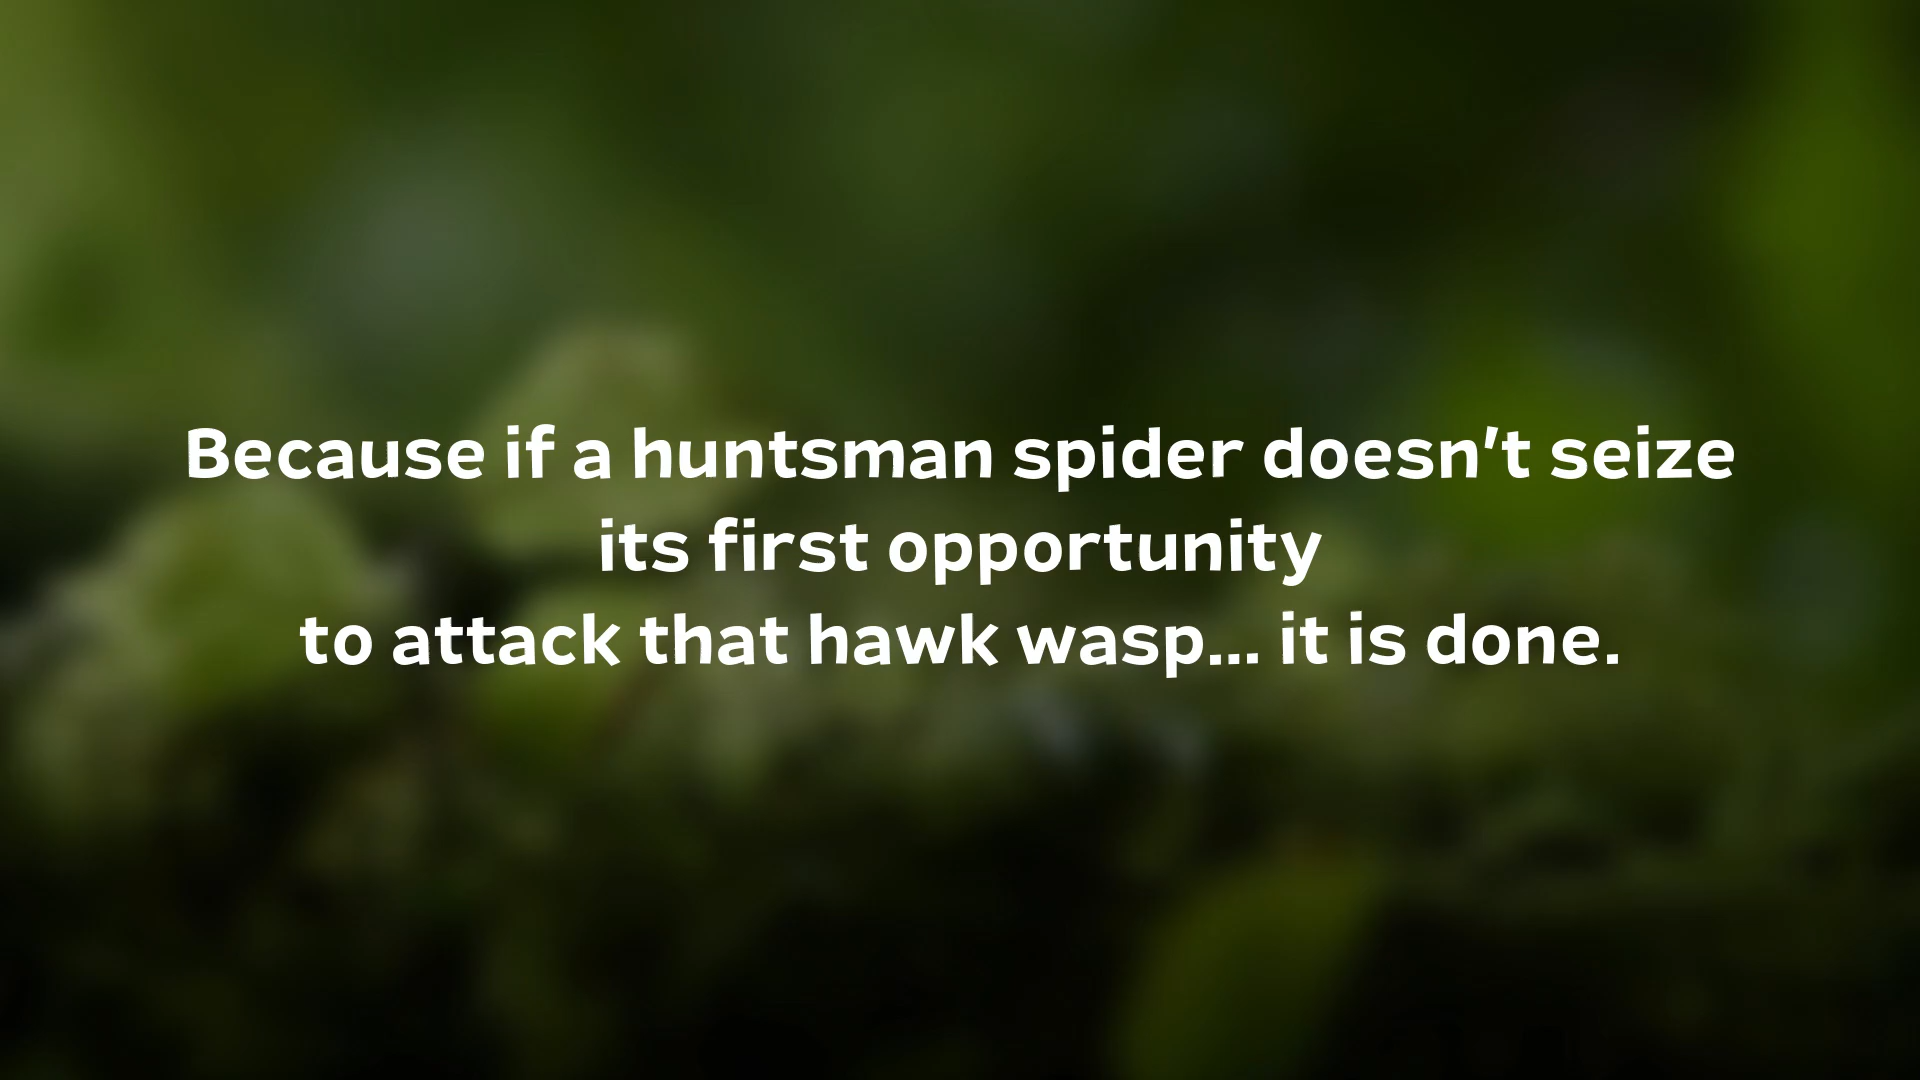 Because if a huntsman spider doesn't seize
its first opportunity
to attack that hawk wasp... it is done.